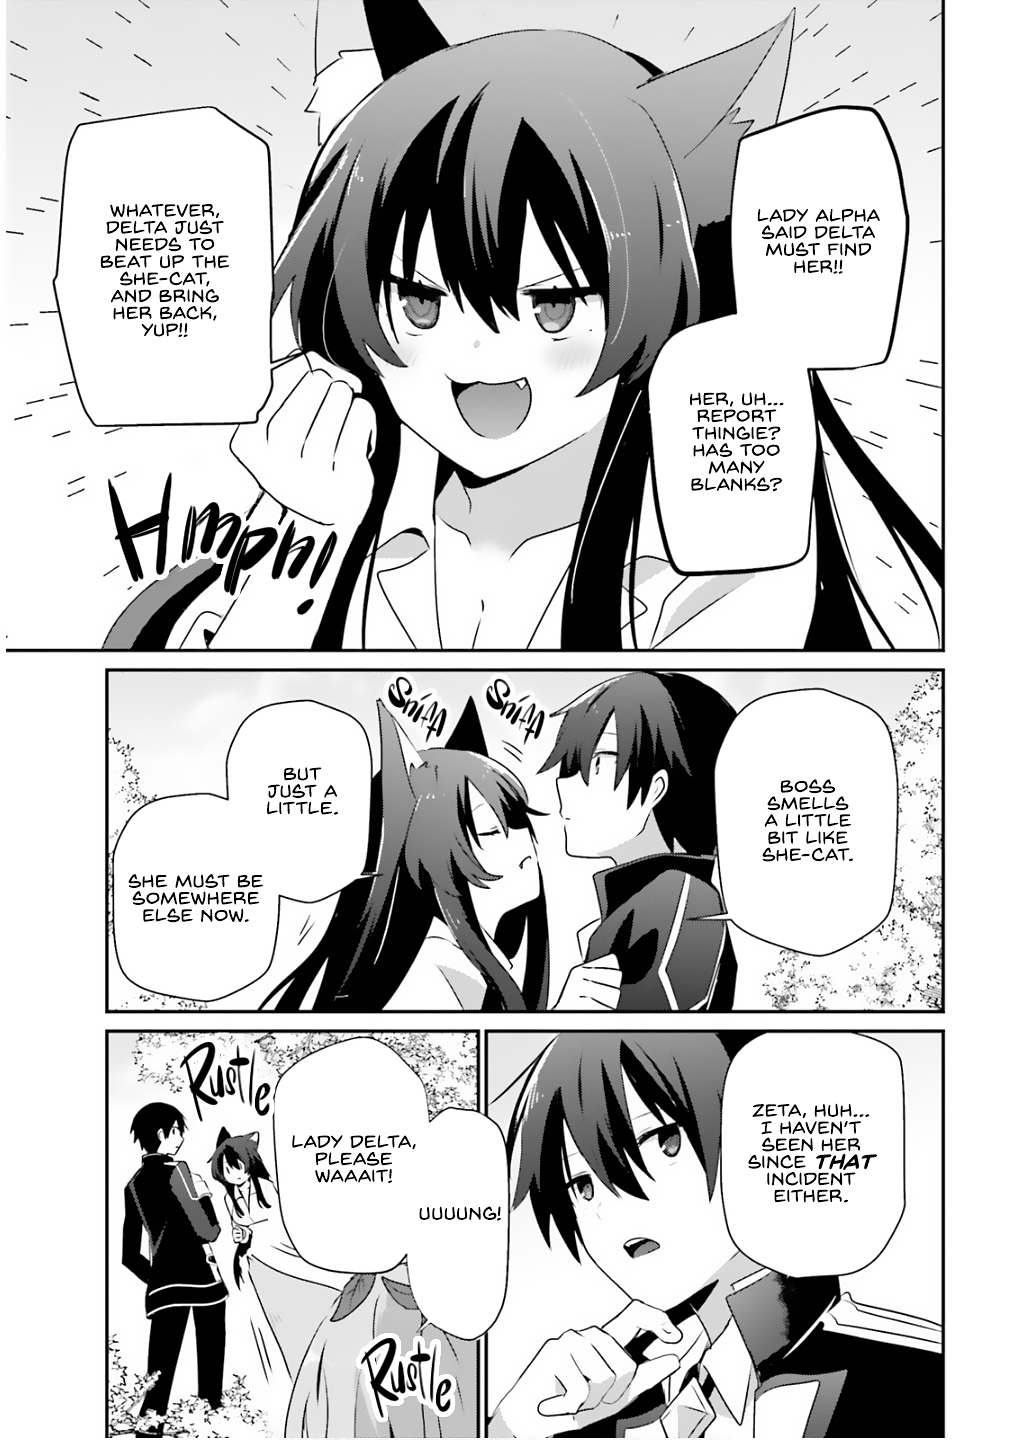 LADY ALPHA
SAID DELTA
MUST FIND
HER!!
HER, UH...
REPORT
THINGIE?
HAS TOO
MANY
BLANKS?
WHATEVER,
DELTA JUST
NEEDS TO
BEAT UP THE
SHE-CAT,
AND BRING
HER BACK,
YUP!!
Hmph!
Sniff
Sniff
BOSS
SMELLS
A LITTLE
BIT LIKE
SHE-CAT.
BUT
JUST A
LITTLE.
SHE MUST BE
SOMEWHERE
ELSE NOW.
ZETA, HUH...
I HAVEN'T
SEEN HER
SINCE THAT
INCIDENT
EITHER.
Rustle
LADY DELTA,
PLEASE
WAAAIT!
UUUUNG!
Rustle